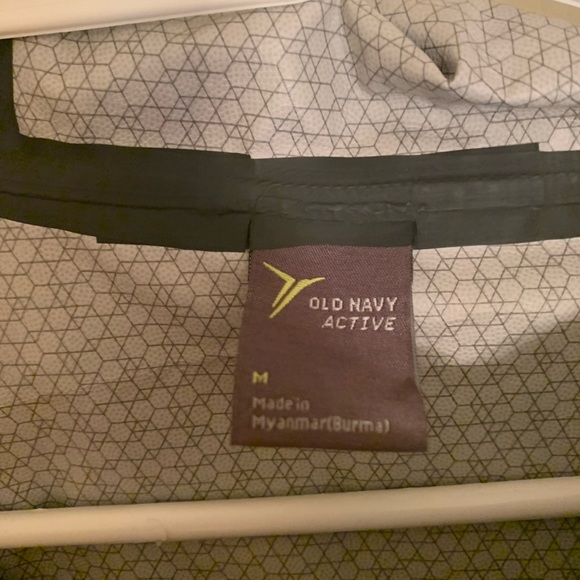 OLD NAVY
ACTIVE
M
Made in
Myanmar(Burma)